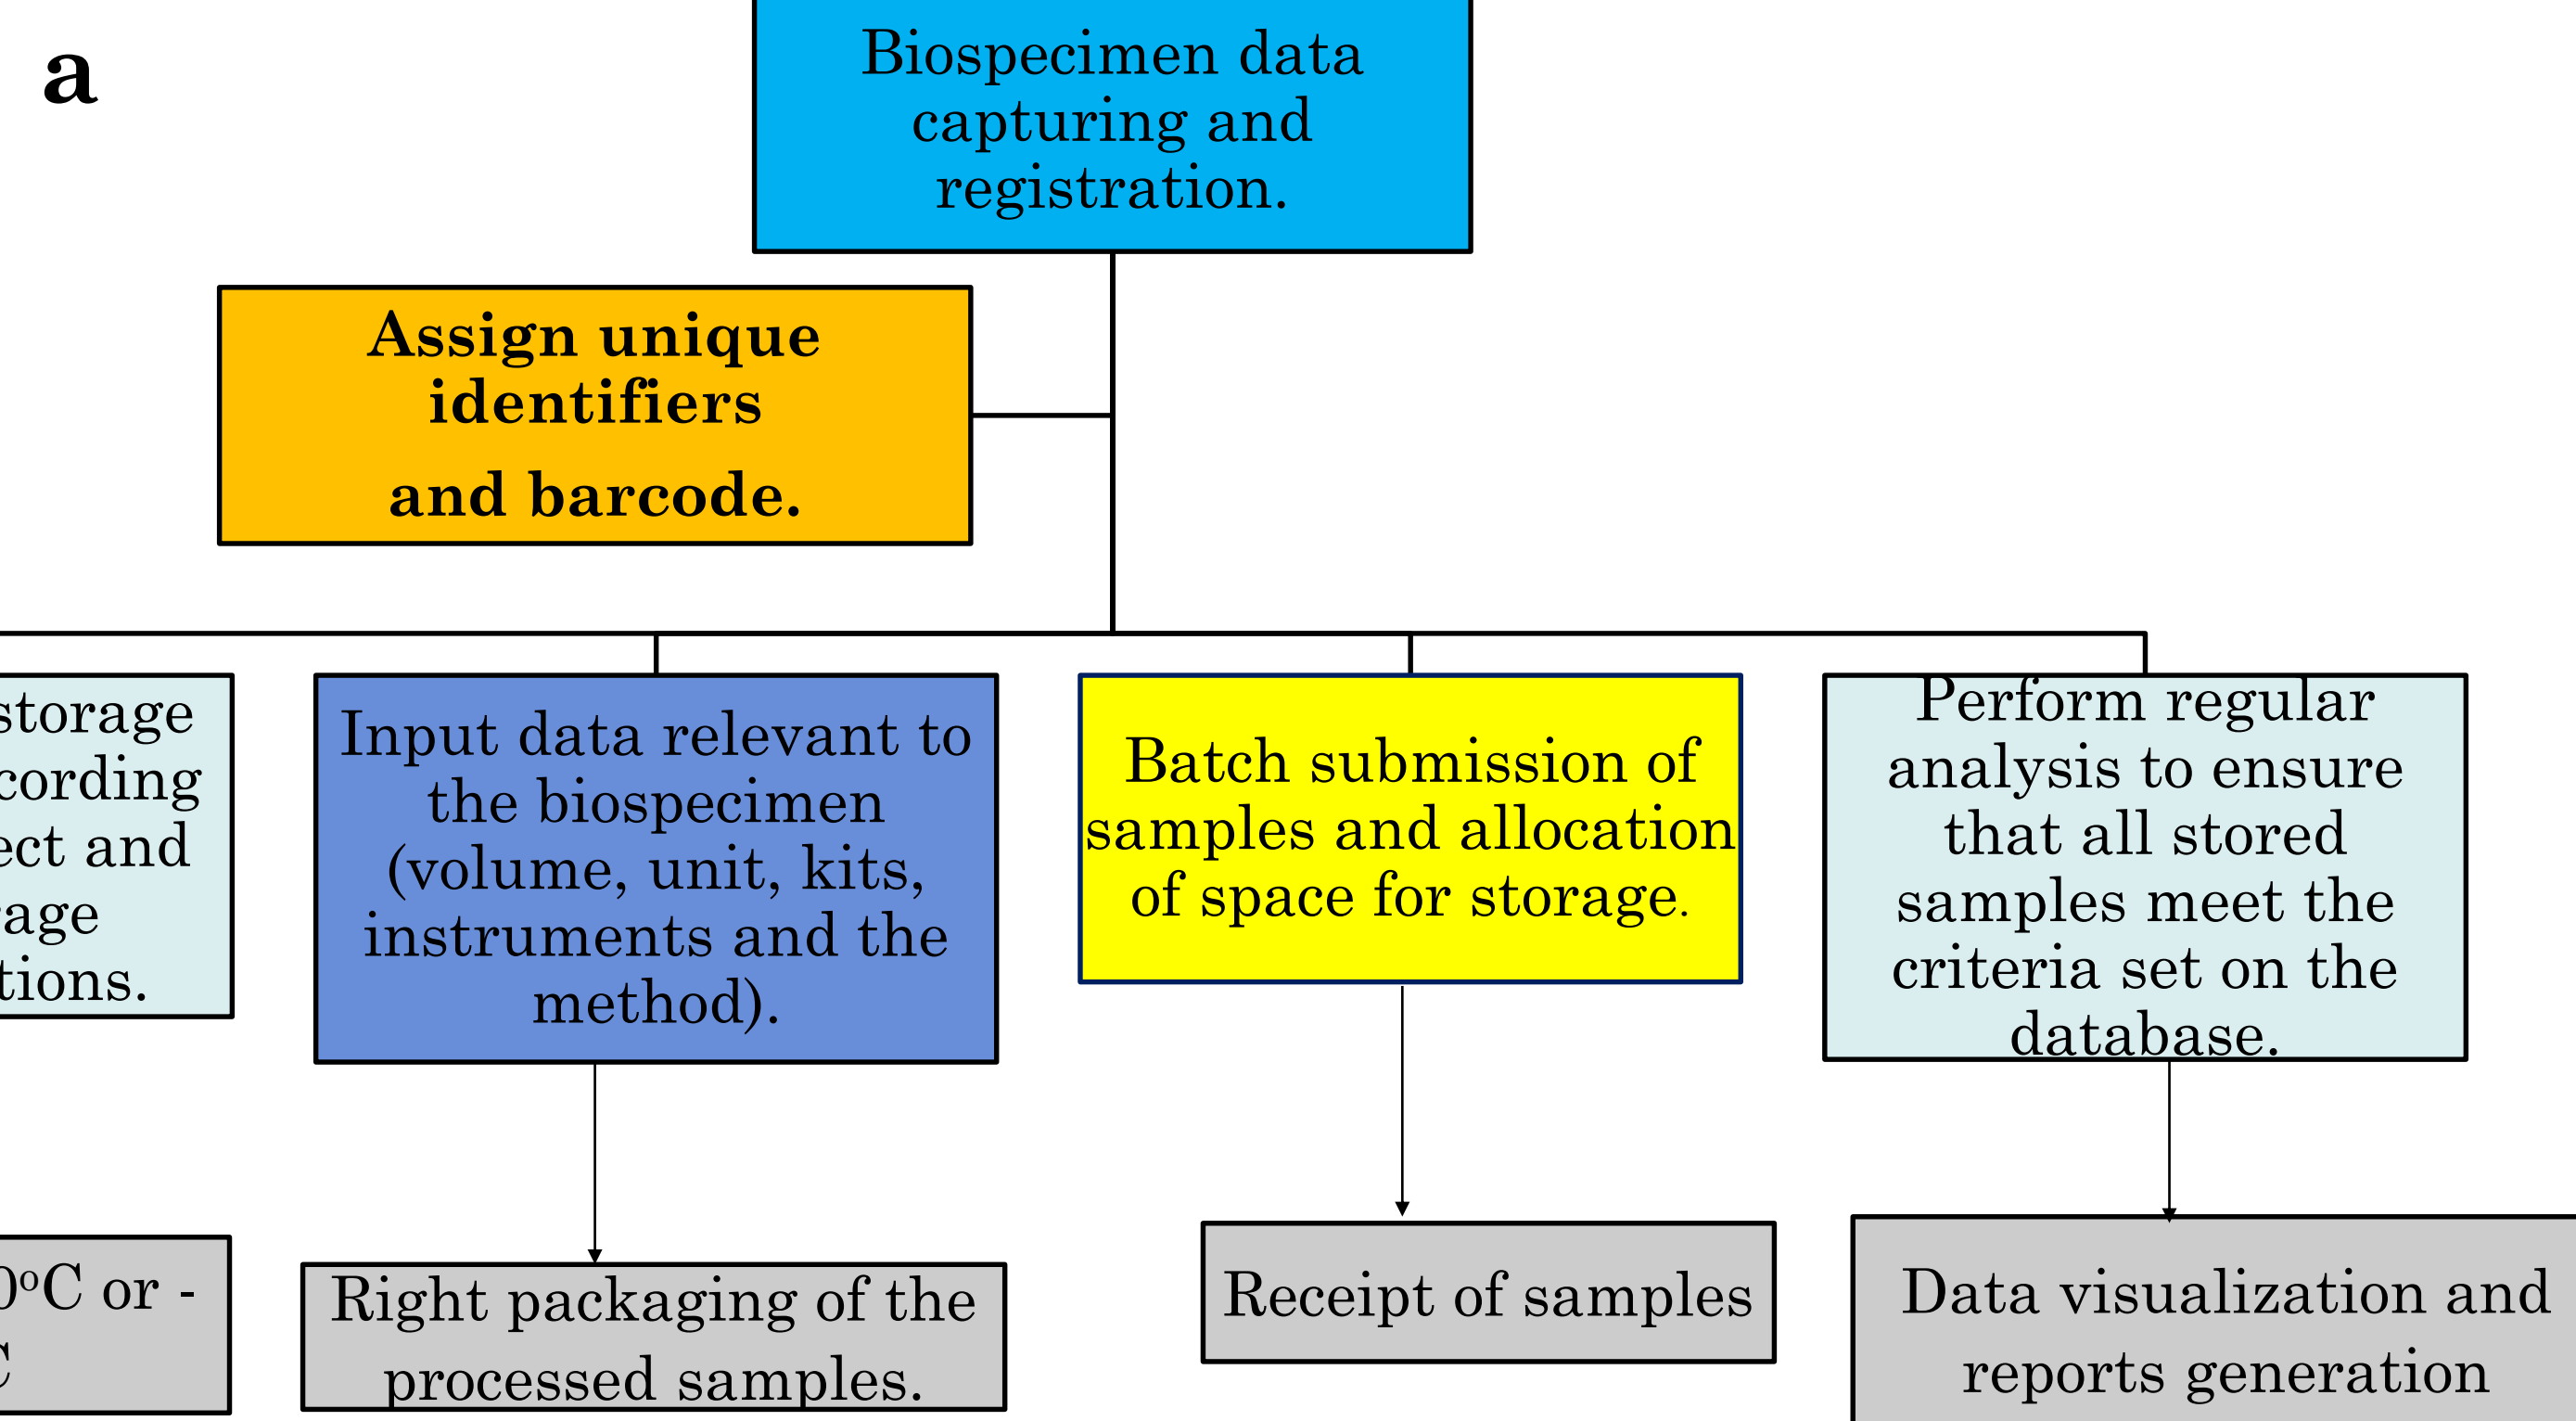 a
Biospecimen data
capturing and
registration.
Assign unique
identifiers
and barcode.
storage
ect and
Input data relevant to
the biospecimen
(volume, unit, kits,
instruments and the
method).
Batch submission of
samples and allocation
of space for storage.
Perform regular
analysis to ensure
that all stored
samples meet the
criteria set on the
database.
0°C or -
Right packaging of the
processed samples.
Receipt of samples
Data visualization and
reports generation